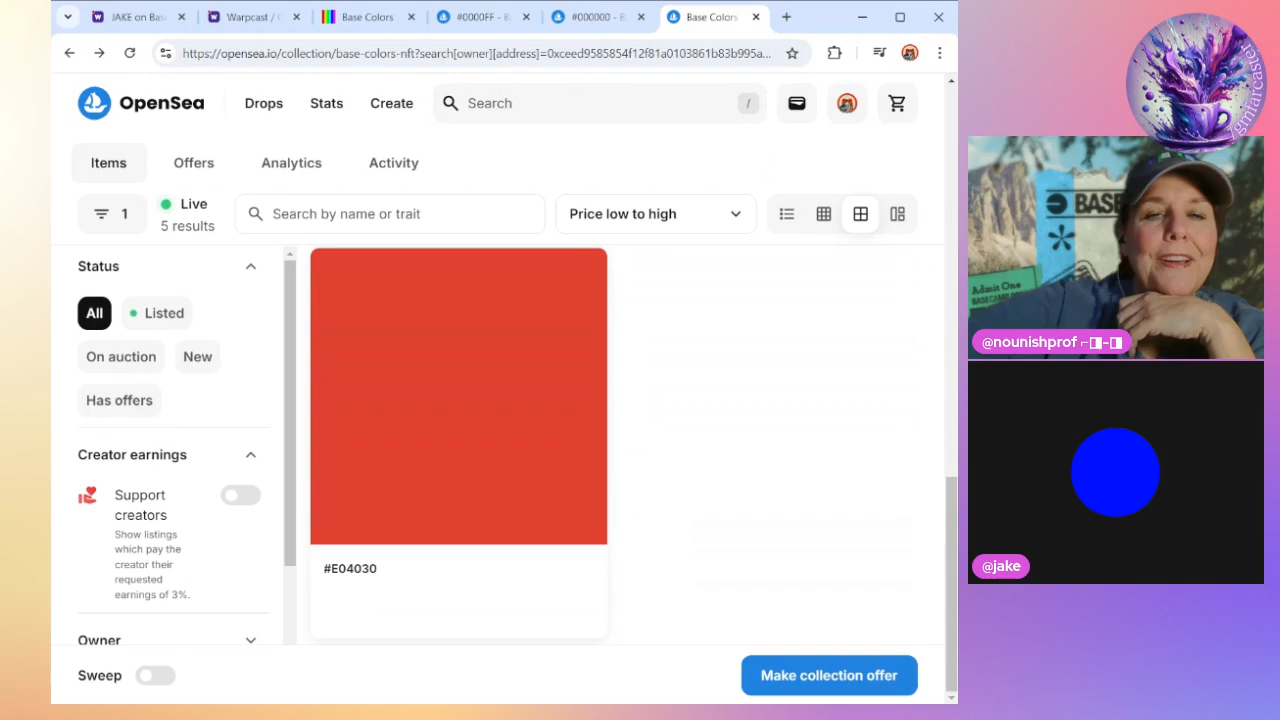 JAKE on Bas
Warpcast / (
Base Colors
#0000FF - B
#00000D - B
Base Colors
https://opensea.io/collection/base-colors-nft?search[owner][address]=0xceed9585854f12f81a0103861b83b995a...
OpenSea
Drops
Stats
Create
Search
/
Items
Offers
Analytics
Activity
1
Live
5 results
Search by name or trait
Price low to high
Status
All
Listed
On auction
New
Has offers
Creator earnings
Support
creators
Show listings
which pay the
creator their
requested
earnings of 3%.
Owner
#E04030
Sweep
Make collection offer
/gmfarcaster
BASE
Admit One
BASECAMP
@nounishprof ⌐◨-◨
@jake